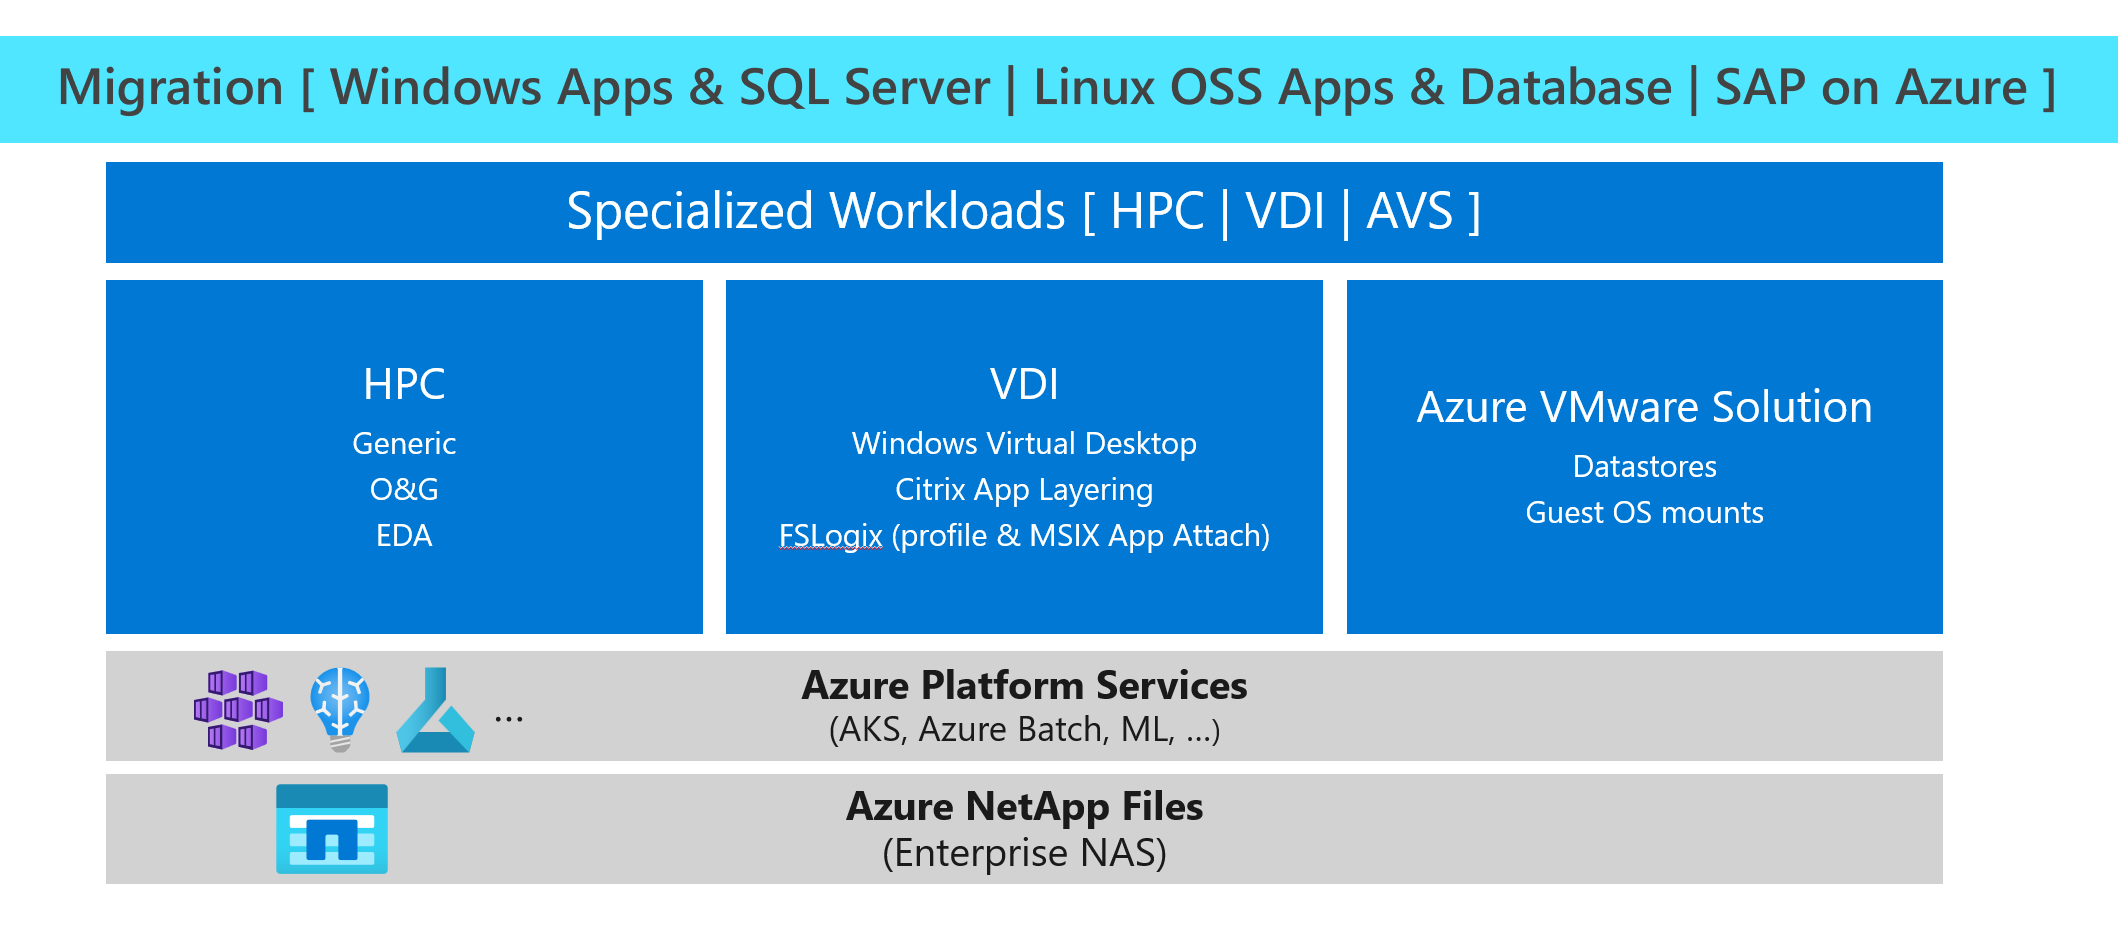 Migration [ Windows Apps & SQL Server | Linux OSS Apps & Database | SAP on Azure ]
Specialized Workloads [ HPC | VDI | AVS ]
HPC
Generic
O&G
EDA
VDI
Windows Virtual Desktop
Citrix App Layering
FSLogix (profile & MSIX App Attach)
Azure VMware Solution
Datastores
Guest OS mounts
...
Azure Platform Services
(AKS, Azure Batch, ML, ...)
Azure NetApp Files
(Enterprise NAS)